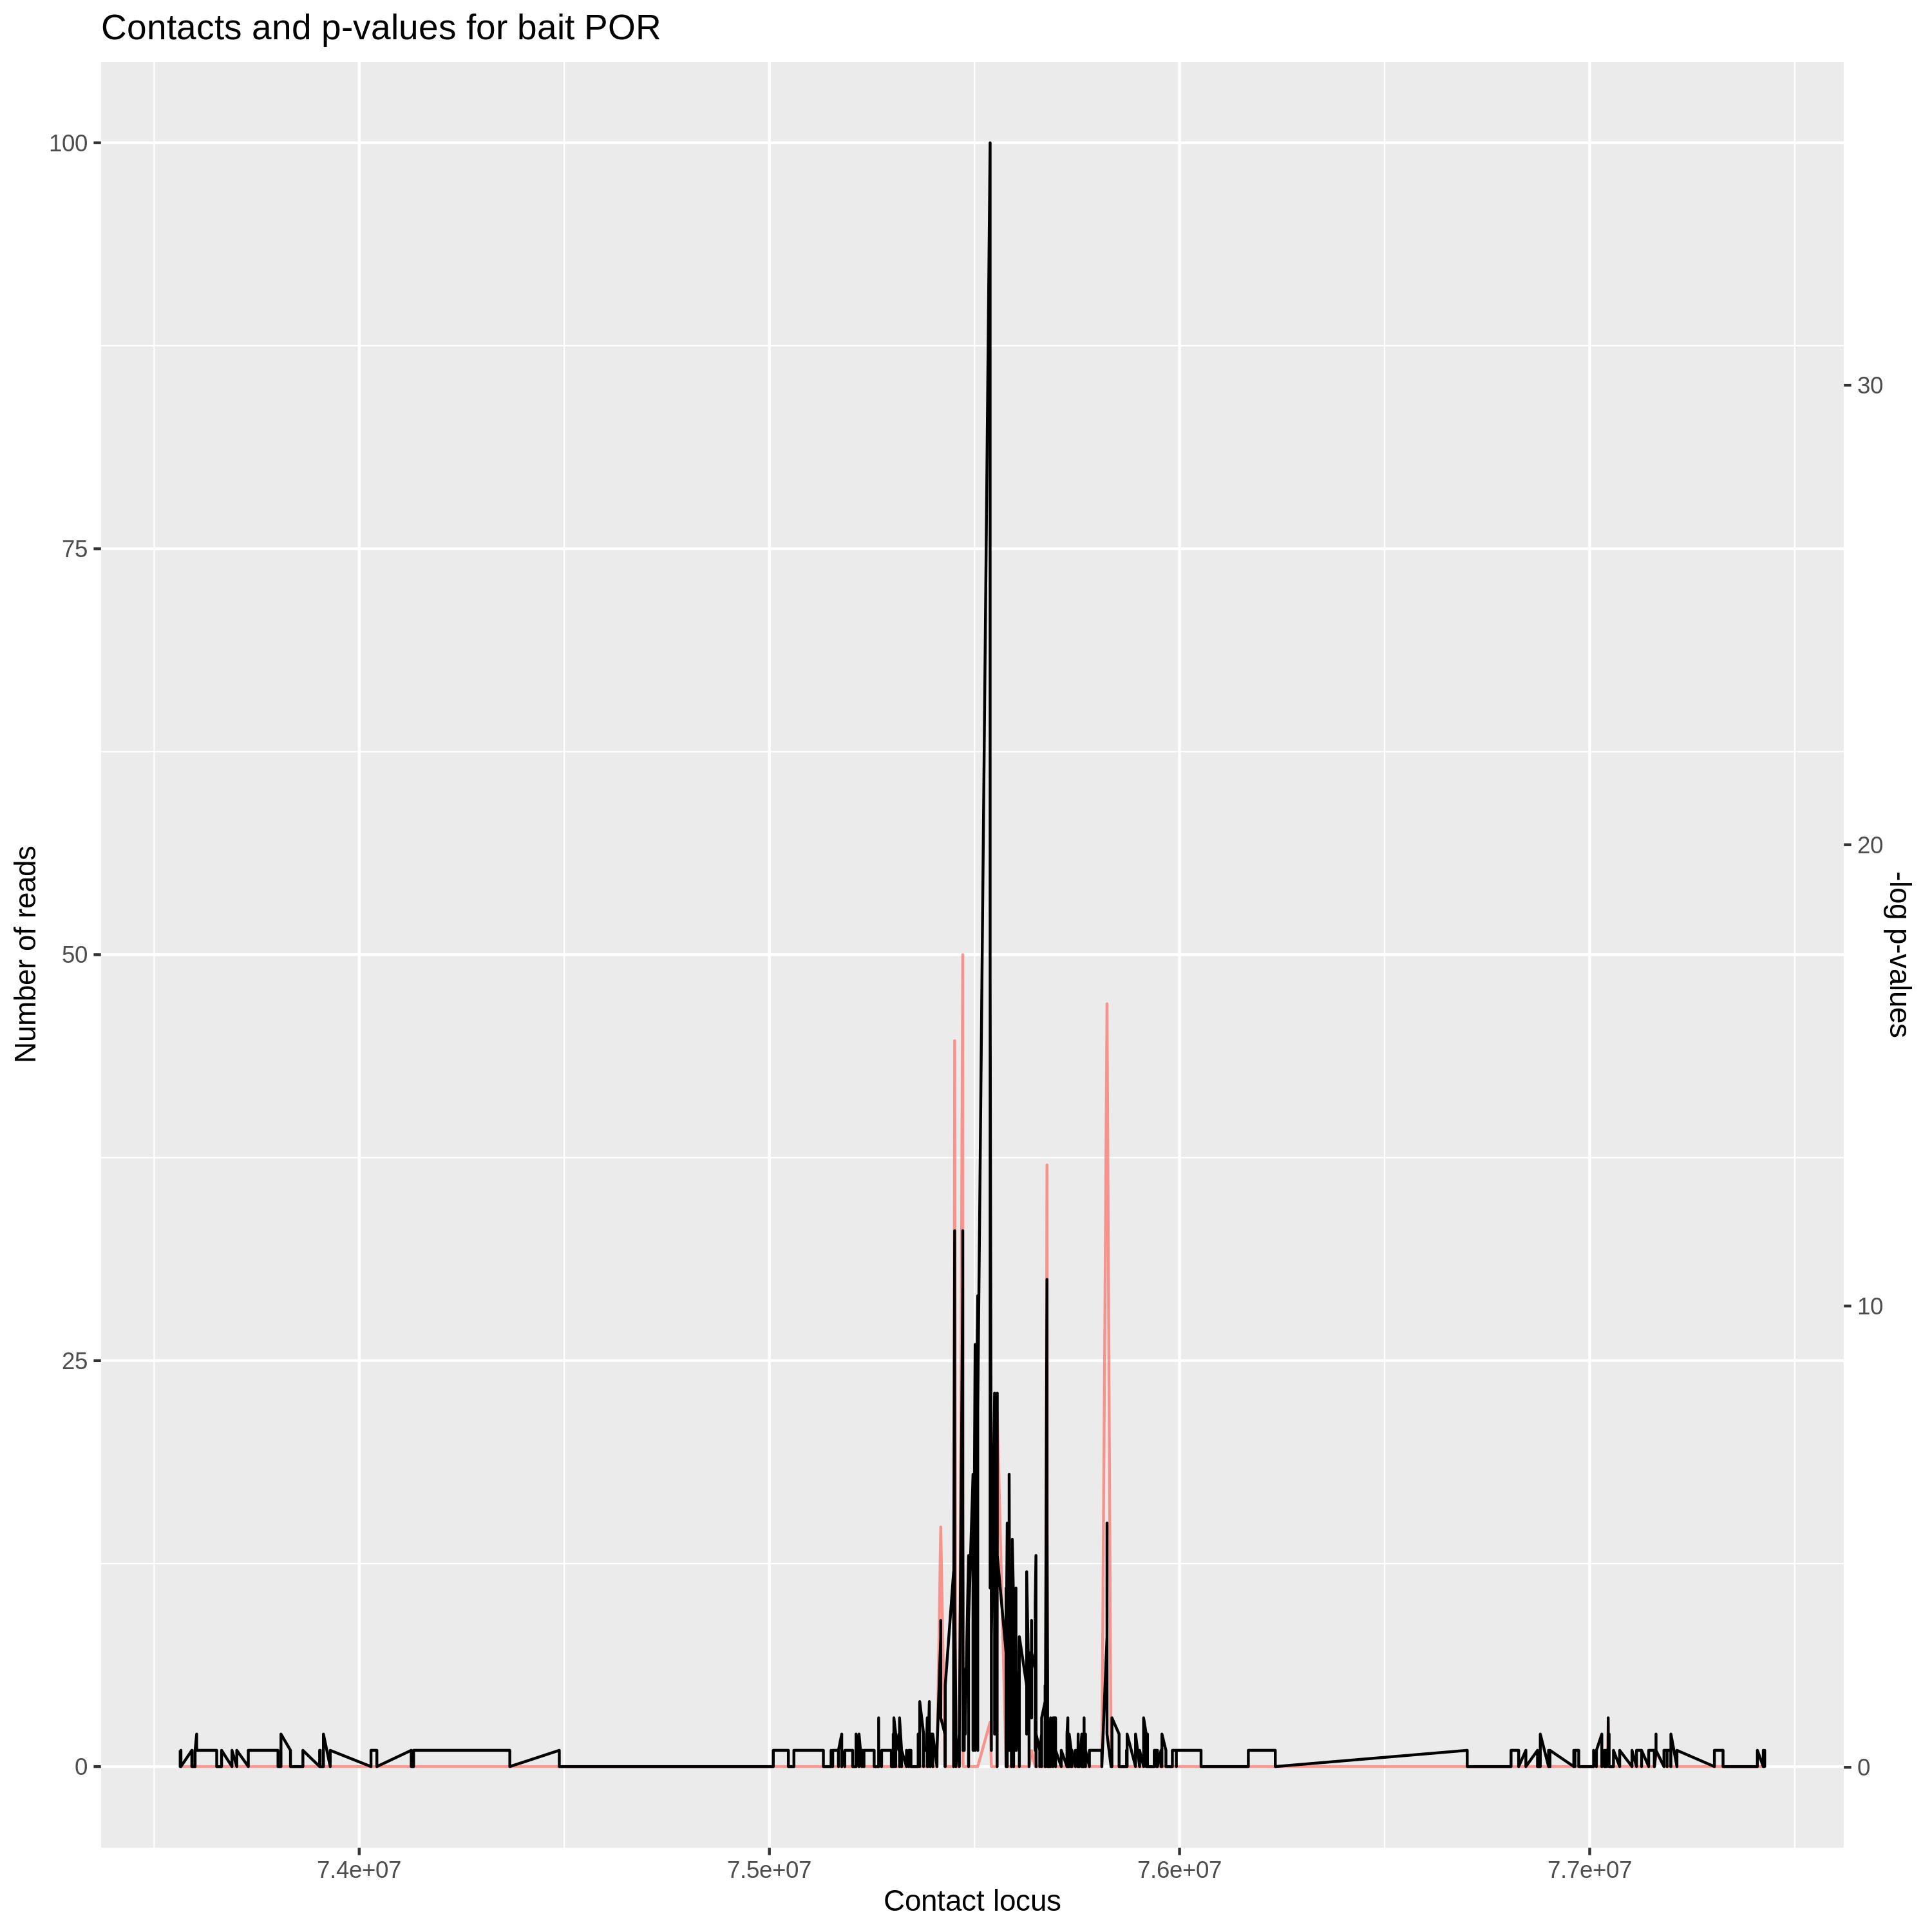 Contacts and p-values for bait POR
100
75
50
25
0
Number of reads
30
20
10
0
-log p-values
7.4e+07
7.5e+07
7.6e+07
7.7e+07
Contact locus